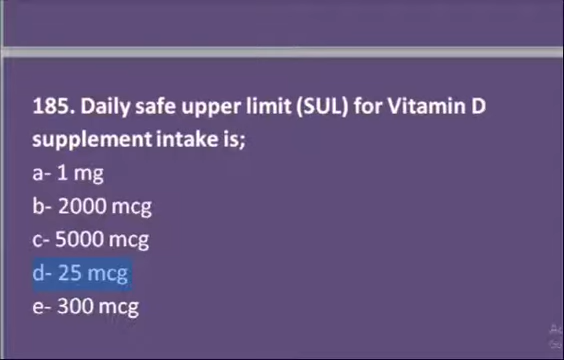 185. Daily safe upper limit (SUL) for Vitamin D
supplement intake is;
a- 1 mg
b- 2000 mcg
c- 5000 mcg
d- 25 mcg
e- 300 mcg